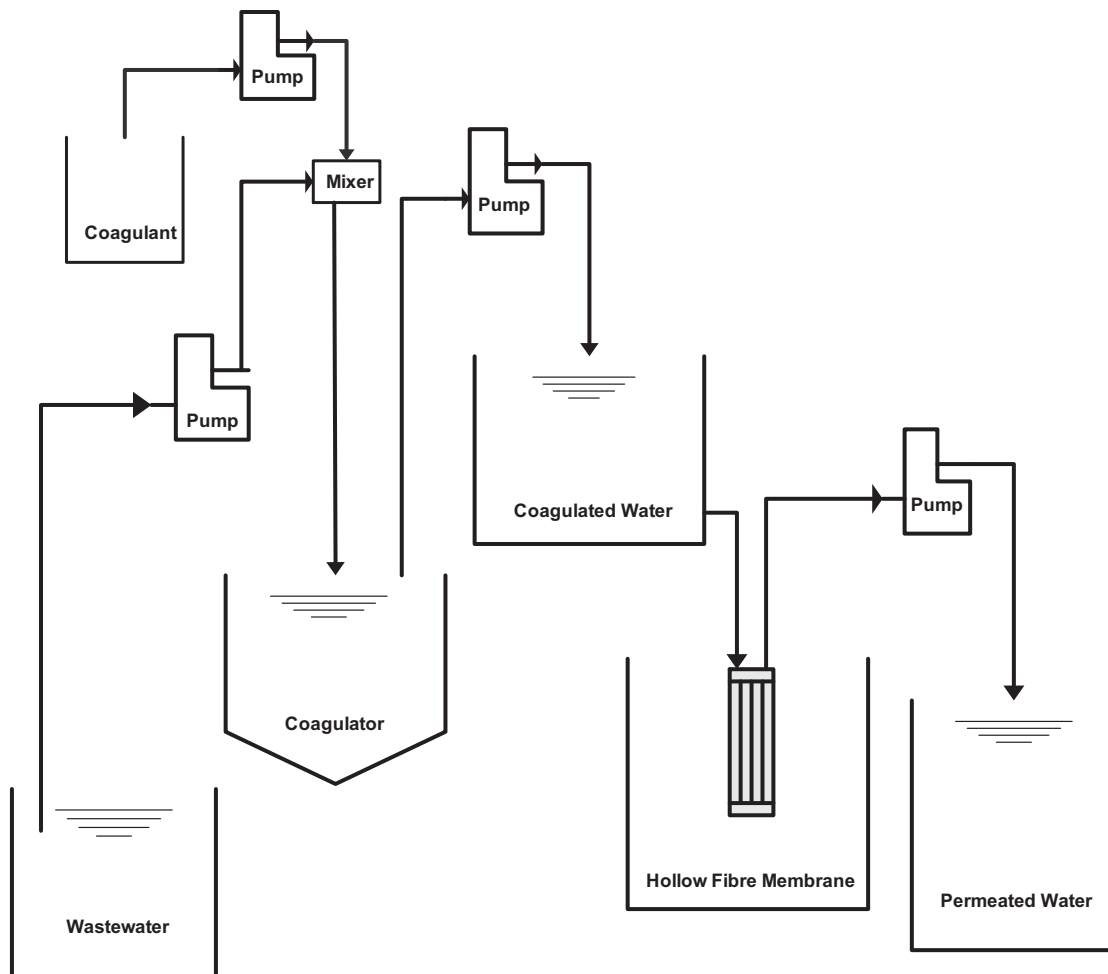 Pump
Mixer
Coagulant
Pump
Pump
Coagulated Water
Pump
Coagulator
Hollow Fibre Membrane
Permeated Water
Wastewater